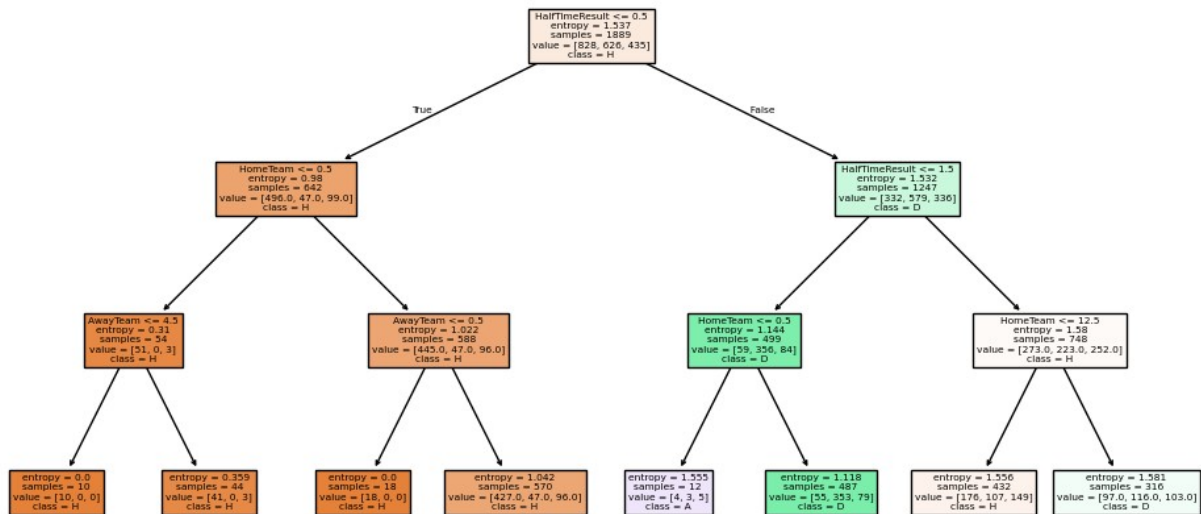 HalfTimeResult <= 0.5
entropy = 1.537
samples = 1889
value = [828, 626, 435]
class = H
True
False
HomeTeam <= 0.5
entropy = 0.98
samples = 642
value = [496.0, 47.0, 99.0]
class = H
HalfTimeResult <= 1.5
entropy = 1.532
samples = 1247
value = [332, 579, 336]
class = D
AwayTeam <= 4.5
entropy = 0.31
samples = 54
value = [51, 0, 3]
class = H
AwayTeam <= 0.5
entropy = 1.022
samples = 588
value = [445.0, 47.0, 96.0]
class = H
HomeTeam <= 0.5
entropy = 1.144
samples = 499
value = [59, 356, 84]
class = D
HomeTeam <= 12.5
entropy = 1.58
samples = 748
value = [273.0, 223.0, 252.0]
class = H
entropy = 0.0
samples = 10
value = [10, 0, 0]
class = H
entropy = 0.359
samples = 44
value = [41, 0, 3]
class = H
entropy = 0.0
samples = 18
value = [18, 0, 0]
class = H
entropy = 1.042
samples = 570
value = [427.0, 47.0, 96.0]
class = H
entropy = 1.555
samples = 12
value = [4, 3, 5]
class = A
entropy = 1.118
samples = 487
value = [55, 353, 79]
class = D
entropy = 1.556
samples = 432
value = [176, 107, 149]
class = H
entropy = 1.581
samples = 316
value = [97.0, 116.0, 103.0]
class = D